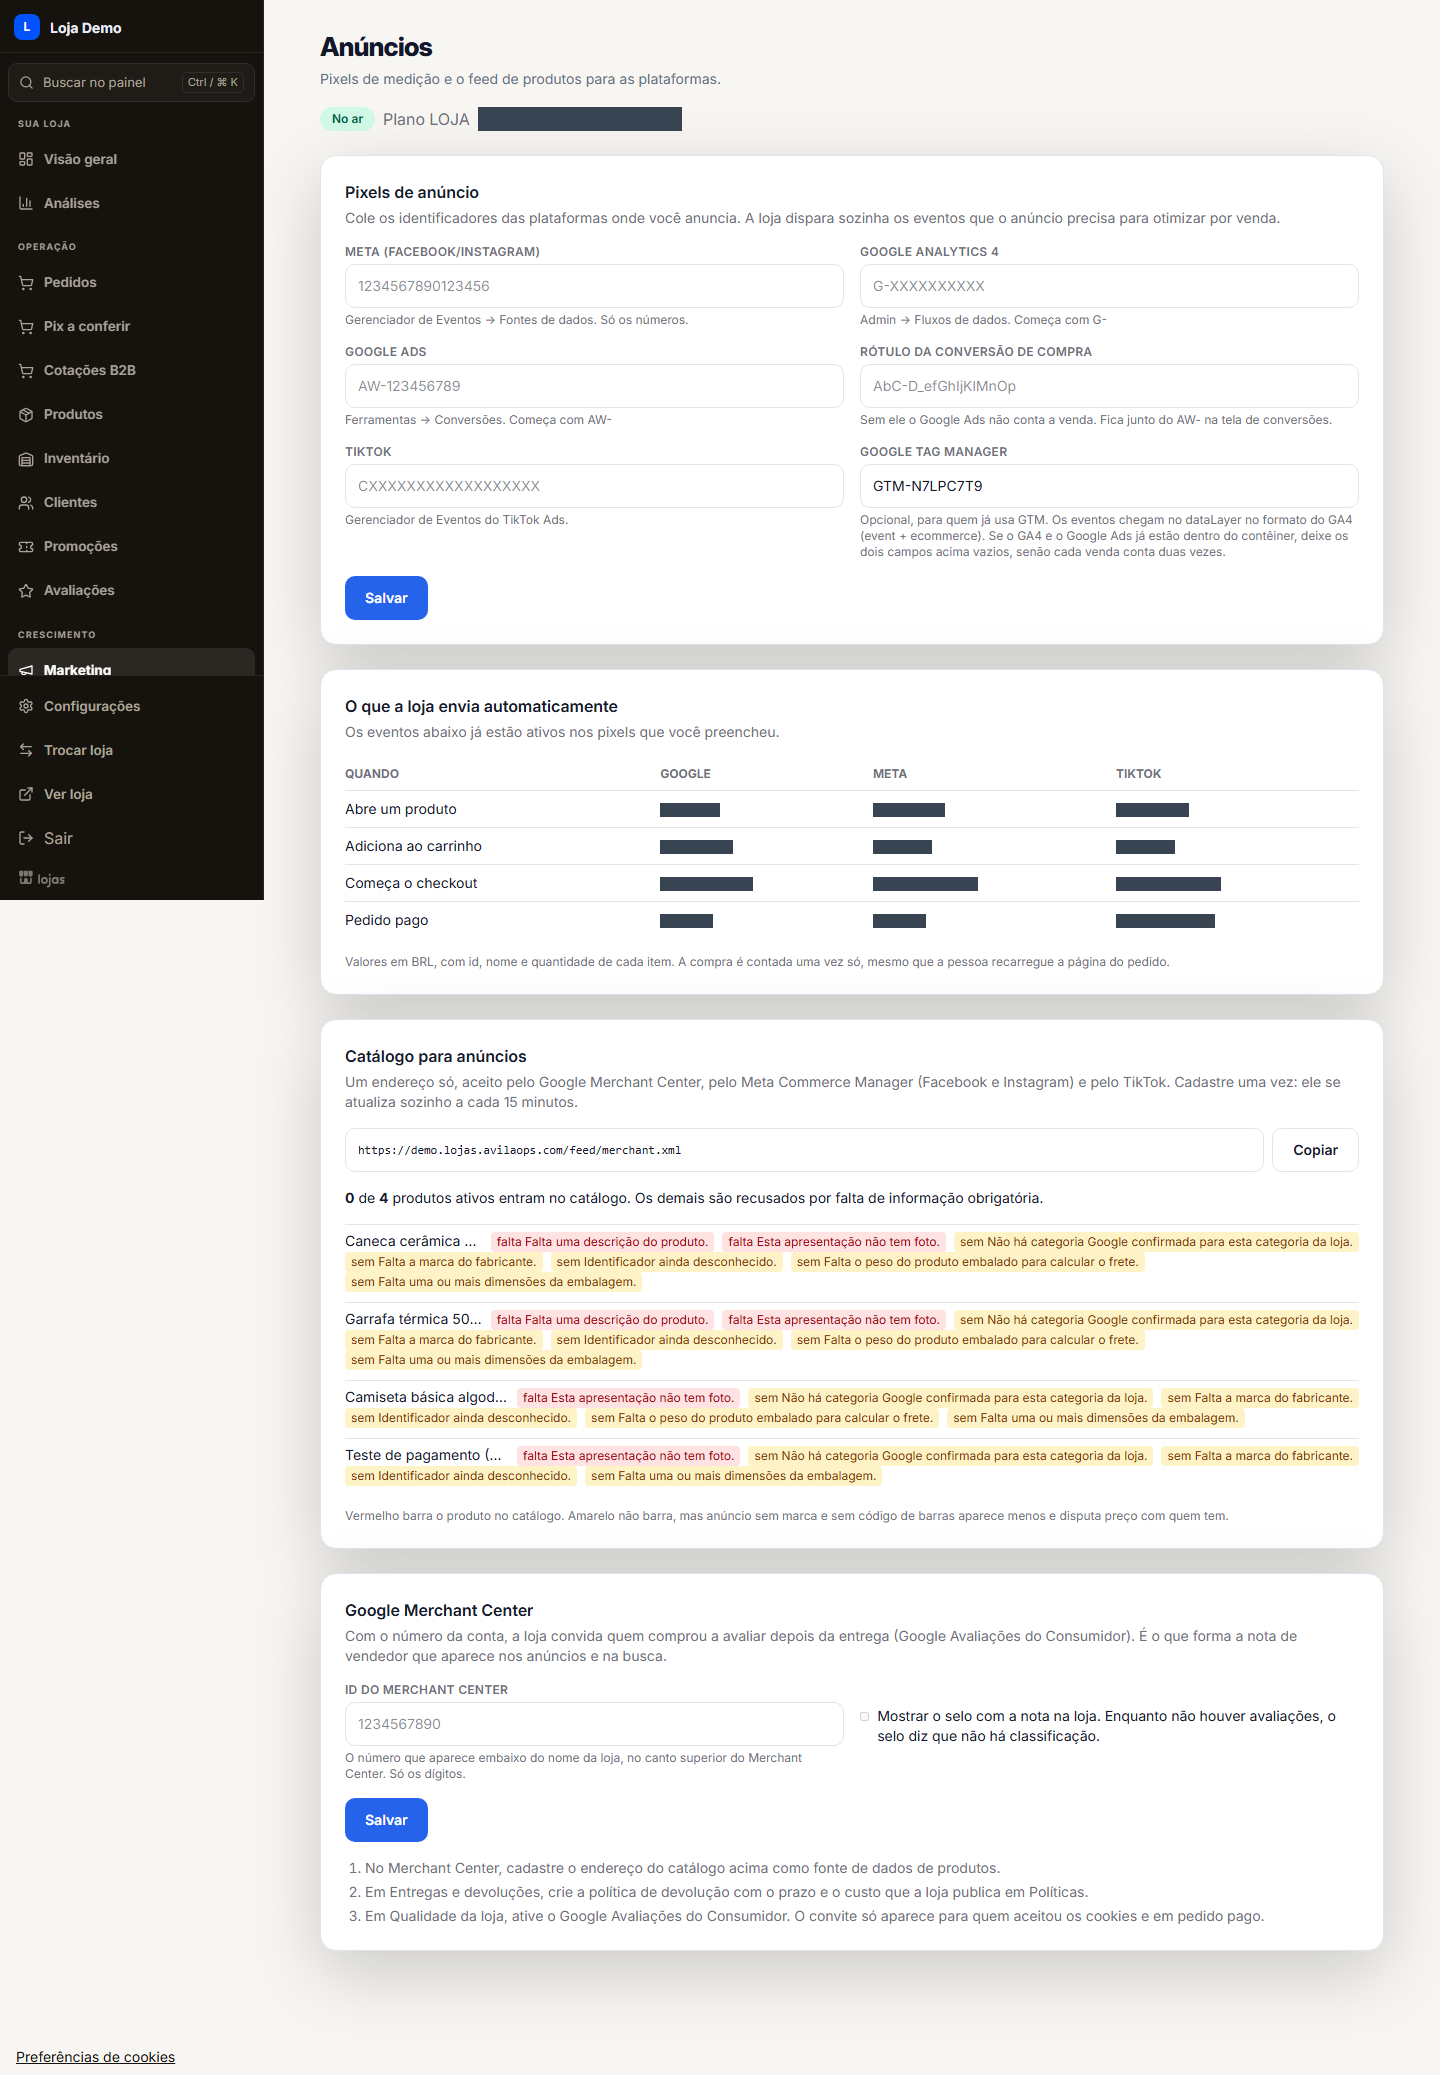 L Loja Demo
Buscar no painel Ctrl / ⌘ K
SUA LOJA
Visão geral
Análises
OPERAÇÃO
Pedidos
Pix a conferir
Cotações B2B
Produtos
Inventário
Clientes
Promoções
Avaliações
CRESCIMENTO
Marketing
Configurações
Trocar loja
Ver loja
Sair
lojas
Anúncios
Pixels de medição e o feed de produtos para as plataformas.
No ar Plano LOJA
Pixels de anúncio
Cole os identificadores das plataformas onde você anuncia. A loja dispara sozinha os eventos que o anúncio precisa para otimizar por venda.
META (FACEBOOK/INSTAGRAM)
1234567890123456
Gerenciador de Eventos → Fontes de dados. Só os números.
GOOGLE ANALYTICS 4
G-XXXXXXXXXX
Admin → Fluxos de dados. Começa com G-
GOOGLE ADS
AW-123456789
Ferramentas → Conversões. Começa com AW-
RÓTULO DA CONVERSÃO DE COMPRA
AbC-D_efGhIjKlMnOp
Sem ele o Google Ads não conta a venda. Fica junto do AW- na tela de conversões.
TIKTOK
CXXXXXXXXXXXXXXXXXX
Gerenciador de Eventos do TikTok Ads.
GOOGLE TAG MANAGER
GTM-N7LPC7T9
Opcional, para quem já usa GTM. Os eventos chegam no dataLayer no formato do GA4
(event + ecommerce). Se o GA4 e o Google Ads já estão dentro do contêiner, deixe os
dois campos acima vazios, senão cada venda conta duas vezes.
Salvar
O que a loja envia automaticamente
Os eventos abaixo já estão ativos nos pixels que você preencheu.
QUANDO GOOGLE META TIKTOK
Abre um produto
Adiciona ao carrinho
Começa o checkout
Pedido pago
Valores em BRL, com id, nome e quantidade de cada item. A compra é contada uma vez só, mesmo que a pessoa recarregue a página do pedido.
Catálogo para anúncios
Um endereço só, aceito pelo Google Merchant Center, pelo Meta Commerce Manager (Facebook e Instagram) e pelo TikTok. Cadastre uma vez: ele se
atualiza sozinho a cada 15 minutos.
https://demo.lojas.avilaops.com/feed/merchant.xml Copiar
0 de 4 produtos ativos entram no catálogo. Os demais são recusados por falta de informação obrigatória.
Caneca cerâmica ... falta Falta uma descrição do produto. falta Esta apresentação não tem foto. sem Não há categoria Google confirmada para esta categoria da loja.
sem Falta a marca do fabricante. sem Identificador ainda desconhecido. sem Falta o peso do produto embalado para calcular o frete.
sem Falta uma ou mais dimensões da embalagem.
Garrafa térmica 50... falta Falta uma descrição do produto. falta Esta apresentação não tem foto. sem Não há categoria Google confirmada para esta categoria da loja.
sem Falta a marca do fabricante. sem Identificador ainda desconhecido. sem Falta o peso do produto embalado para calcular o frete.
sem Falta uma ou mais dimensões da embalagem.
Camiseta básica algod... falta Esta apresentação não tem foto. sem Não há categoria Google confirmada para esta categoria da loja. sem Falta a marca do fabricante.
sem Identificador ainda desconhecido. sem Falta o peso do produto embalado para calcular o frete. sem Falta uma ou mais dimensões da embalagem.
Teste de pagamento (... falta Esta apresentação não tem foto. sem Não há categoria Google confirmada para esta categoria da loja. sem Falta a marca do fabricante.
sem Identificador ainda desconhecido. sem Falta uma ou mais dimensões da embalagem.
Vermelho barra o produto no catálogo. Amarelo não barra, mas anúncio sem marca e sem código de barras aparece menos e disputa preço com quem tem.
Google Merchant Center
Com o número da conta, a loja convida quem comprou a avaliar depois da entrega (Google Avaliações do Consumidor). É o que forma a nota de
vendedor que aparece nos anúncios e na busca.
ID DO MERCHANT CENTER
1234567890
O número que aparece embaixo do nome da loja, no canto superior do Merchant
Center. Só os dígitos.
Mostrar o selo com a nota na loja. Enquanto não houver avaliações, o
selo diz que não há classificação.
Salvar
1. No Merchant Center, cadastre o endereço do catálogo acima como fonte de dados de produtos.
2. Em Entregas e devoluções, crie a política de devolução com o prazo e o custo que a loja publica em Políticas.
3. Em Qualidade da loja, ative o Google Avaliações do Consumidor. O convite só aparece para quem aceitou os cookies e em pedido pago.
Preferências de cookies